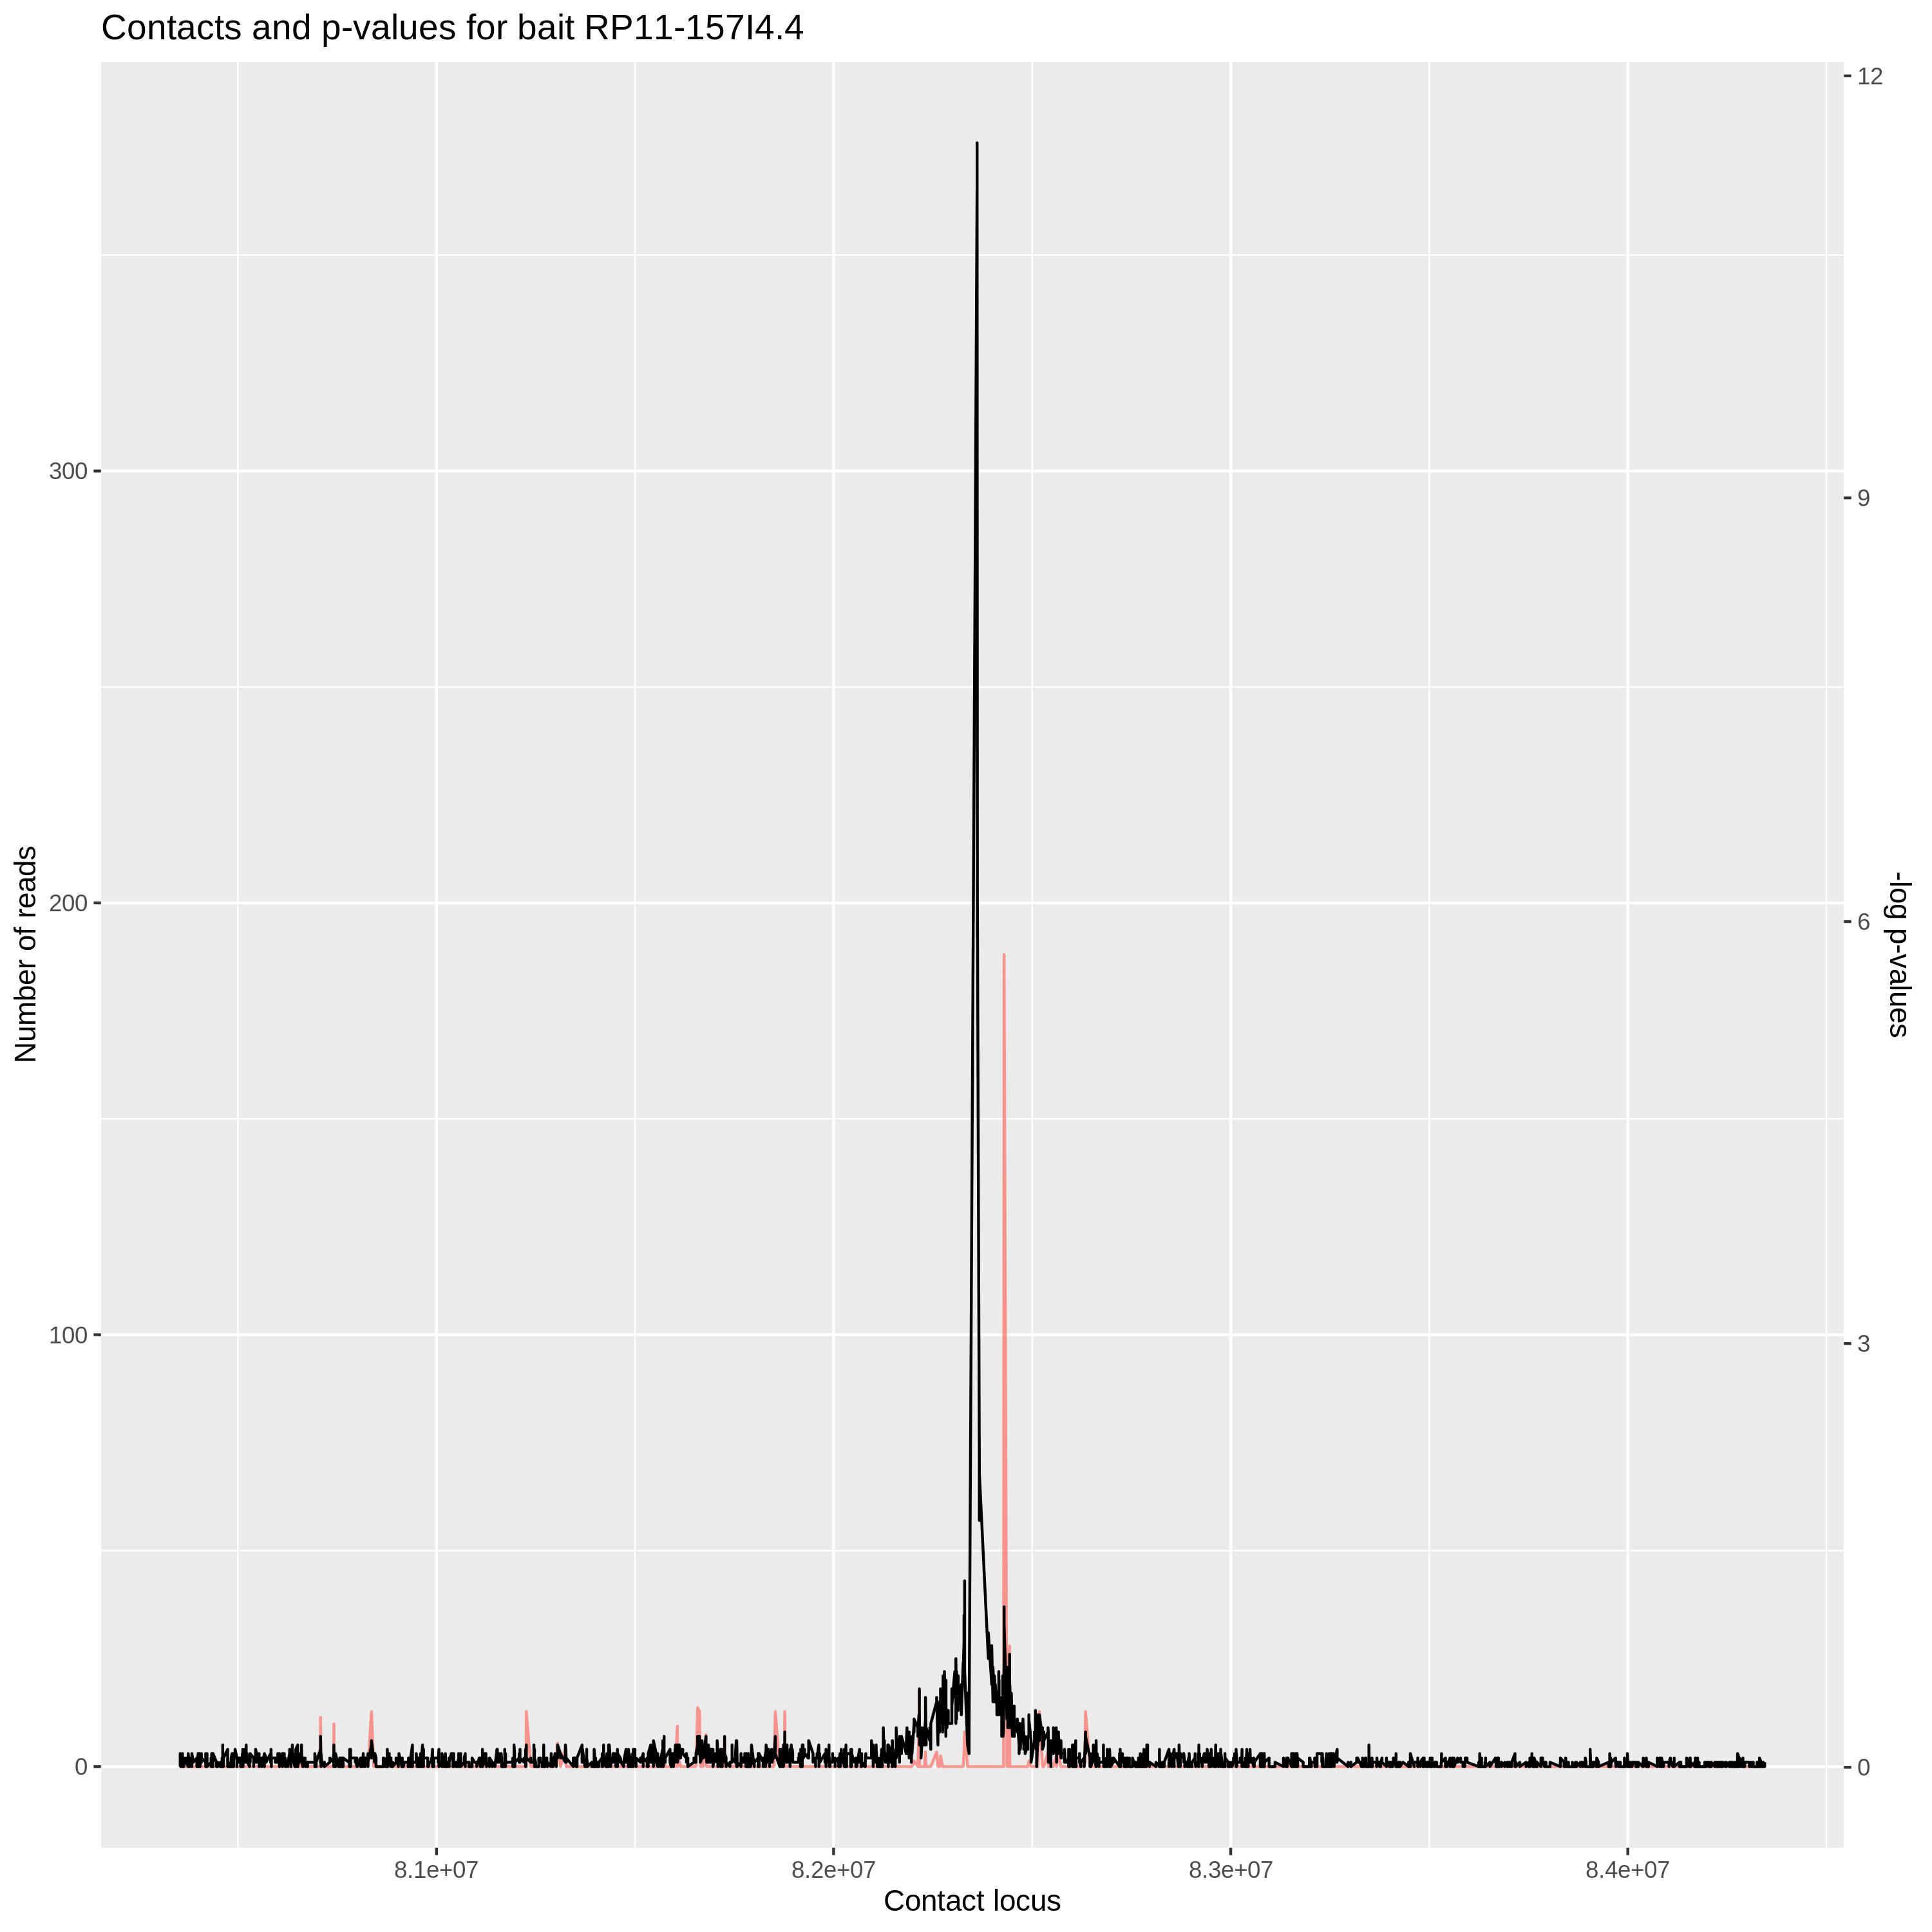 Contacts and p-values for bait RP11-157I4.4
12
300
9
Number of reads
200
6
-log p-values
100
3
0
0
8.1e+07
8.2e+07
8.3e+07
8.4e+07
Contact locus